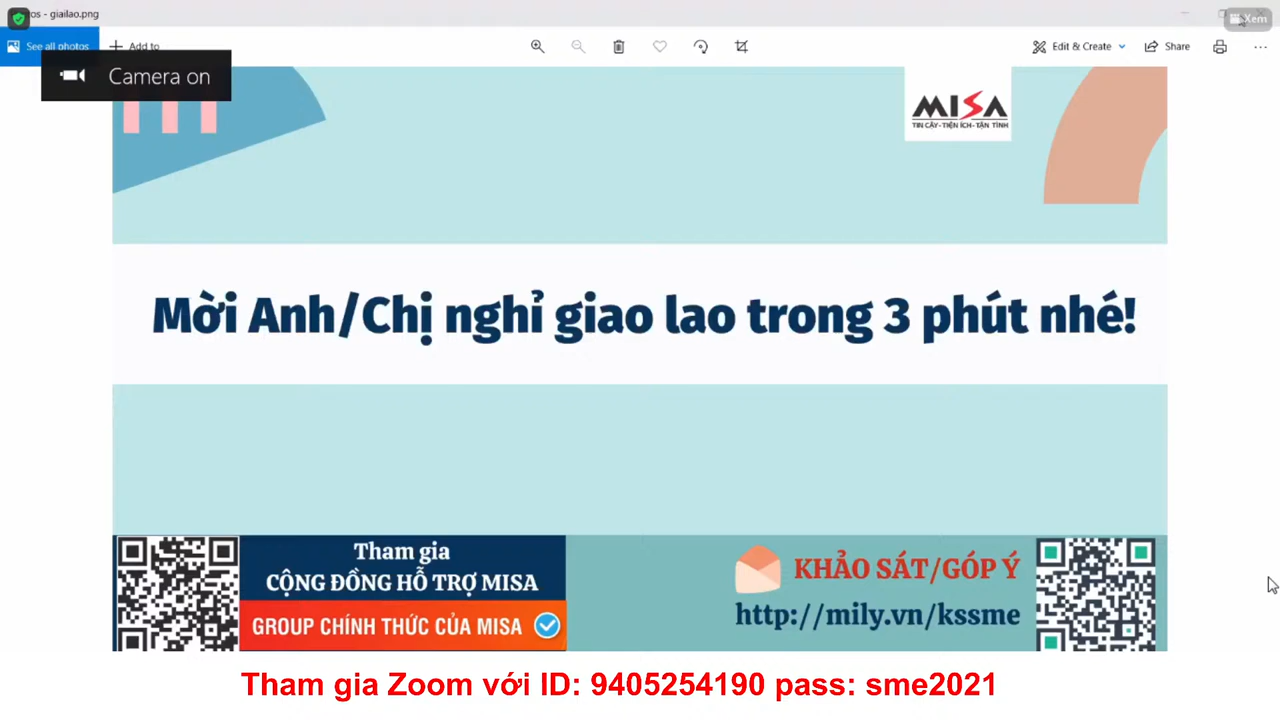 os - giailao.png
Xem
See all photos
Add to
Edit & Create
Share
Camera on
MISA
TIN CẬY-TIỆN ÍCH-TẬN TÌNH
Mời Anh/Chị nghỉ giao lao trong 3 phút nhé!
Tham gia
CỘNG ĐỒNG HỖ TRỢ MISA
GROUP CHÍNH THỨC CỦA MISA
KHẢO SÁT/GÓP Ý
http://mily.vn/kssme
Tham gia Zoom với ID: 9405254190 pass: sme2021